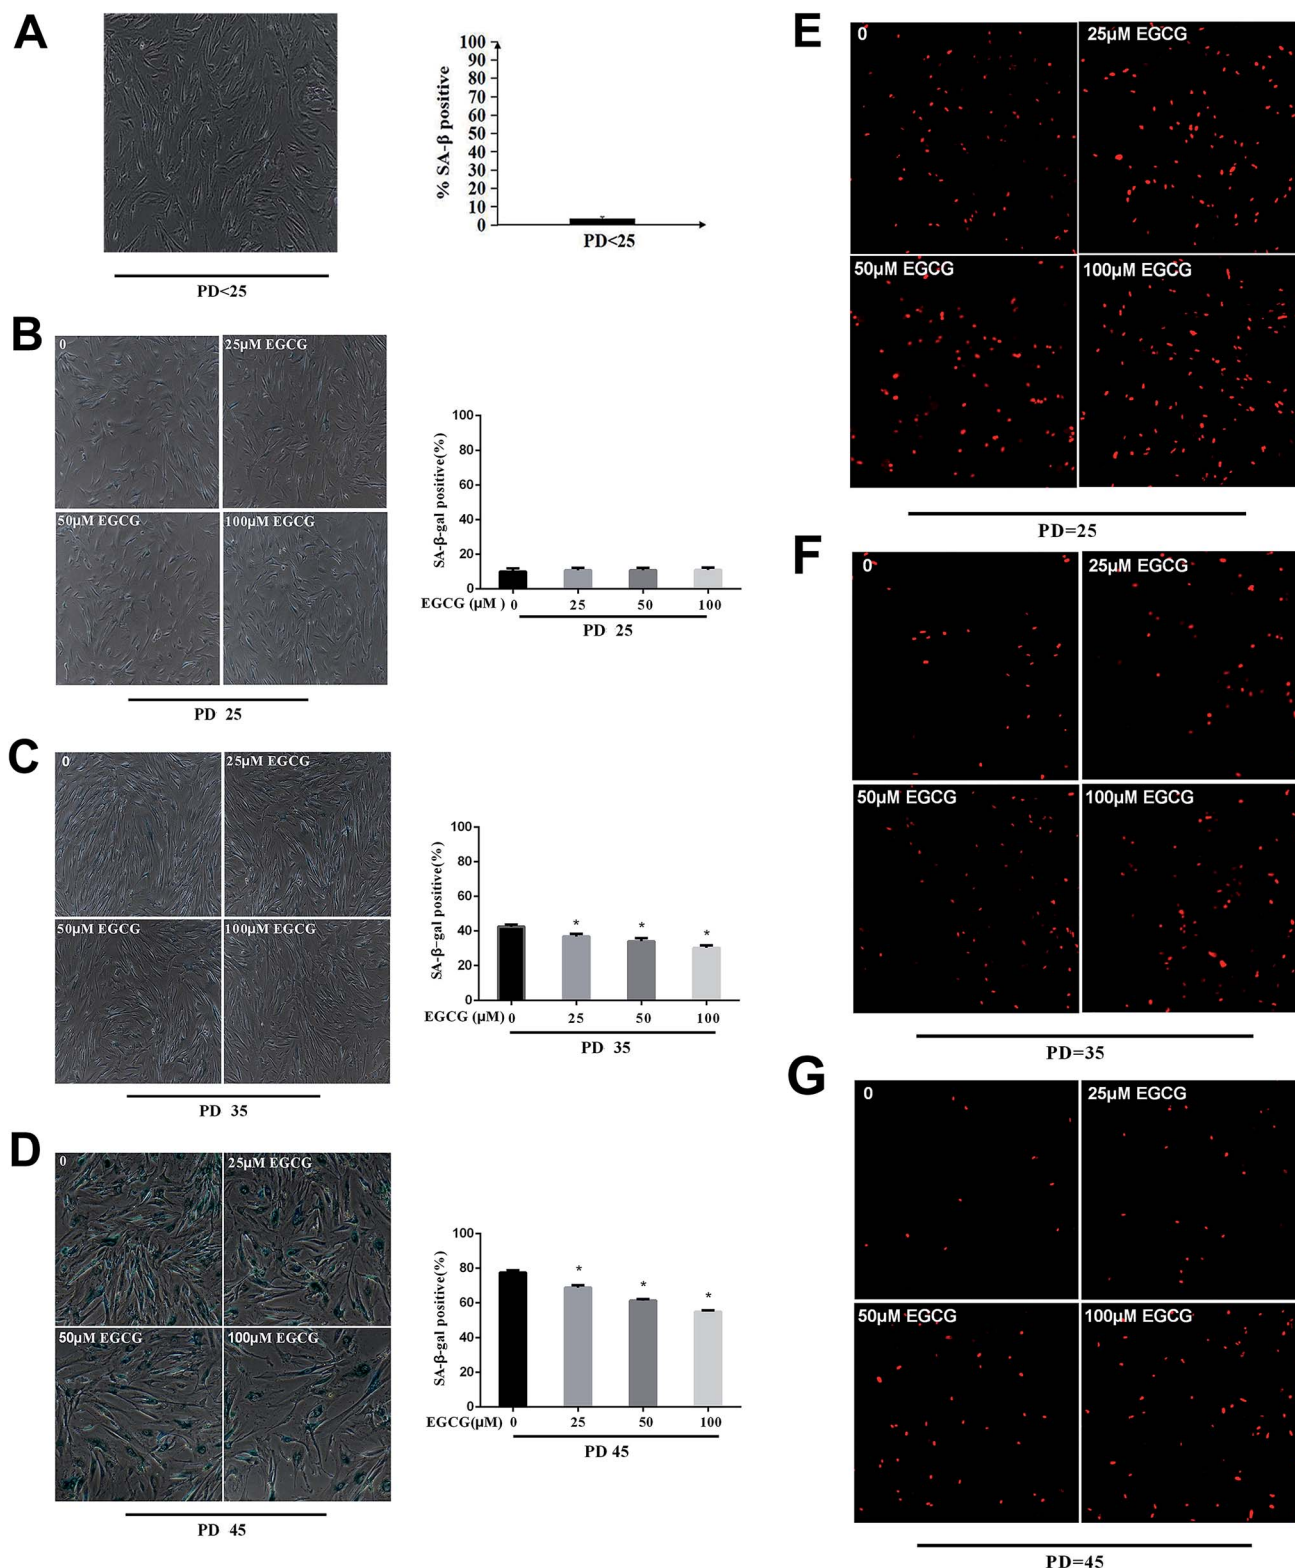 A
PD<25
% SA-β positive
100
90
80
70
60
50
40
30
20
10
0
PD<25
B
0
25μM EGCG
50μM EGCG
100μM EGCG
PD 25
SA-β-gal positive(%)
100
80
60
40
20
0
EGCG (μM ) 0 25 50 100
PD 25
C
0
25μM EGCG
50μM EGCG
100μM EGCG
PD 35
SA-β-gal positive(%)
100
80
60
40
20
0
* * *
EGCG (μM) 0 25 50 100
PD 35
D
0
25μM EGCG
50μM EGCG
100μM EGCG
PD 45
SA-β-gal positive(%)
100
80
60
40
20
0
* * *
EGCG(μM) 0 25 50 100
PD 45
E
0
25μM EGCG
50μM EGCG
100μM EGCG
PD=25
F
0
25μM EGCG
50μM EGCG
100μM EGCG
PD=35
G
0
25μM EGCG
50μM EGCG
100μM EGCG
PD=45